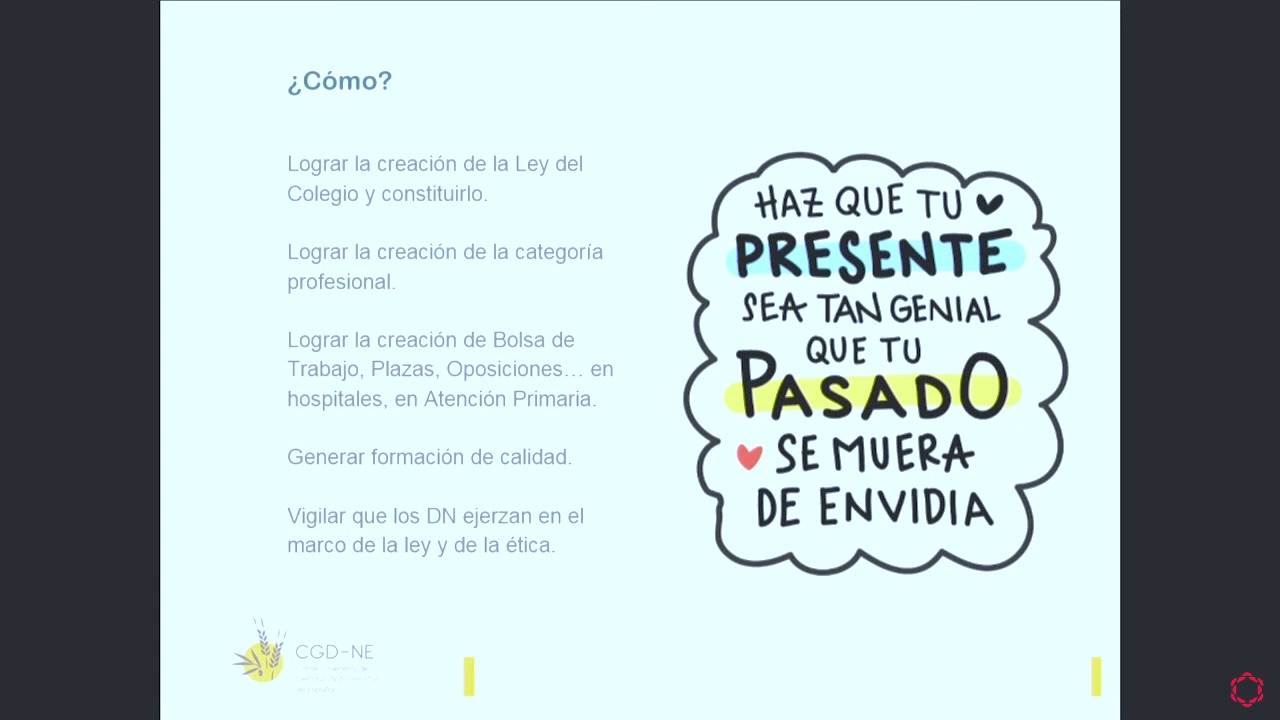 ¿Cómo?
Lograr la creación de la Ley del
Colegio y constituirlo.
Lograr la creación de la categoría
profesional.
Lograr la creación de Bolsa de
Trabajo, Plazas, Oposiciones… en
hospitales, en Atención Primaria.
Generar formación de calidad.
Vigilar que los DN ejerzan en el
marco de la ley y de la ética.
HAZ QUE TU
PRESENTE
SEA TAN GENIAL
QUE TU
PASADO
SE MUERA
DE ENVIDIA
CGD-NE